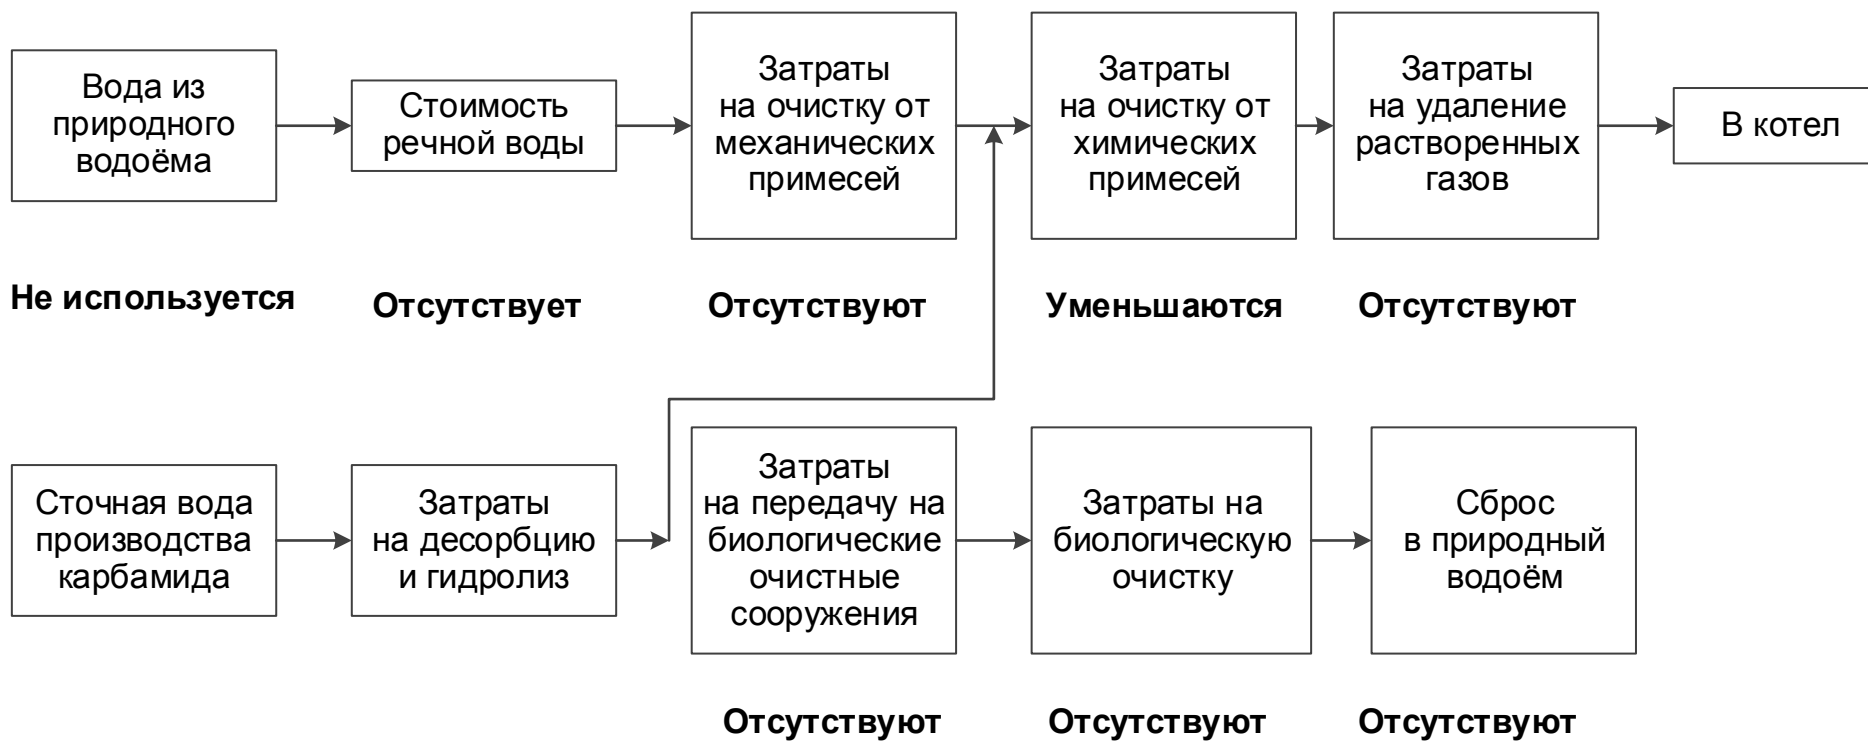 Вода из
природного
водоёма
Стоимость
речной воды
Затраты
на очистку от
механических
примесей
Затраты
на очистку от
химических
примесей
Затраты
на удаление
растворенных
газов
В котел
Не используется
Отсутствует
Отсутствуют
Уменьшаются
Отсутствуют
Сточная вода
производства
карбамида
Затраты
на десорбцию
и гидролиз
Затраты
на передачу на
биологические
очистные
сооружения
Затраты на
биологическую
очистку
Сброс
в природный
водоём
Отсутствуют
Отсутствуют
Отсутствуют